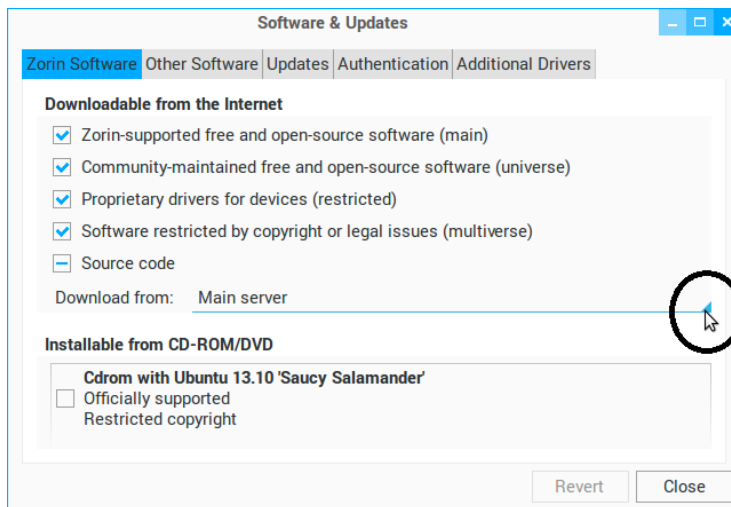 Software & Updates
Zorin Software Other Software Updates Authentication Additional Drivers
Downloadable from the Internet
Zorin-supported free and open-source software (main)
Community-maintained free and open-source software (universe)
Proprietary drivers for devices (restricted)
Software restricted by copyright or legal issues (multiverse)
Source code
Download from: Main server
Installable from CD-ROM/DVD
Cdrom with Ubuntu 13.10 'Saucy Salamander'
Officially supported
Restricted copyright
Revert Close